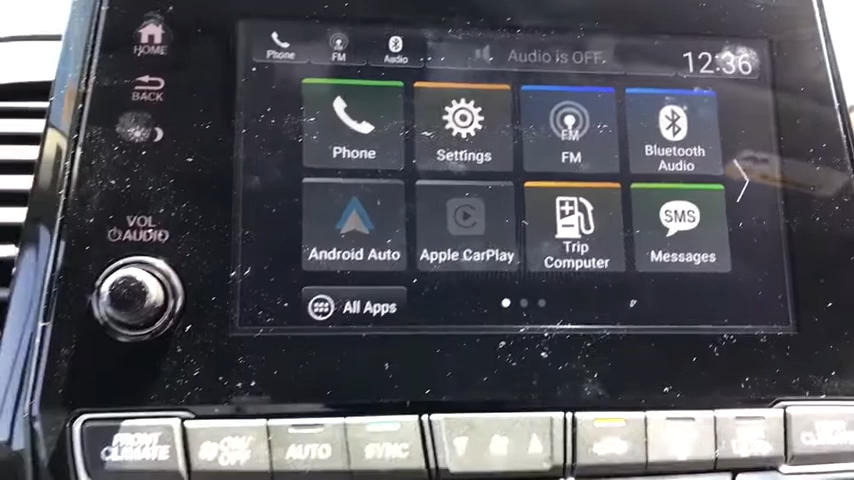 HOME
BACK
VOL
AUDIO
Phone
FM
Audio
Audio is OFF
12:36
Phone
Settings
FM
FM
Bluetooth
Audio
Android Auto
Apple CarPlay
Trip
Computer
SMS
Messages
All Apps
FRONT
CLIMATE
ON/
OFF
AUTO
SYNC